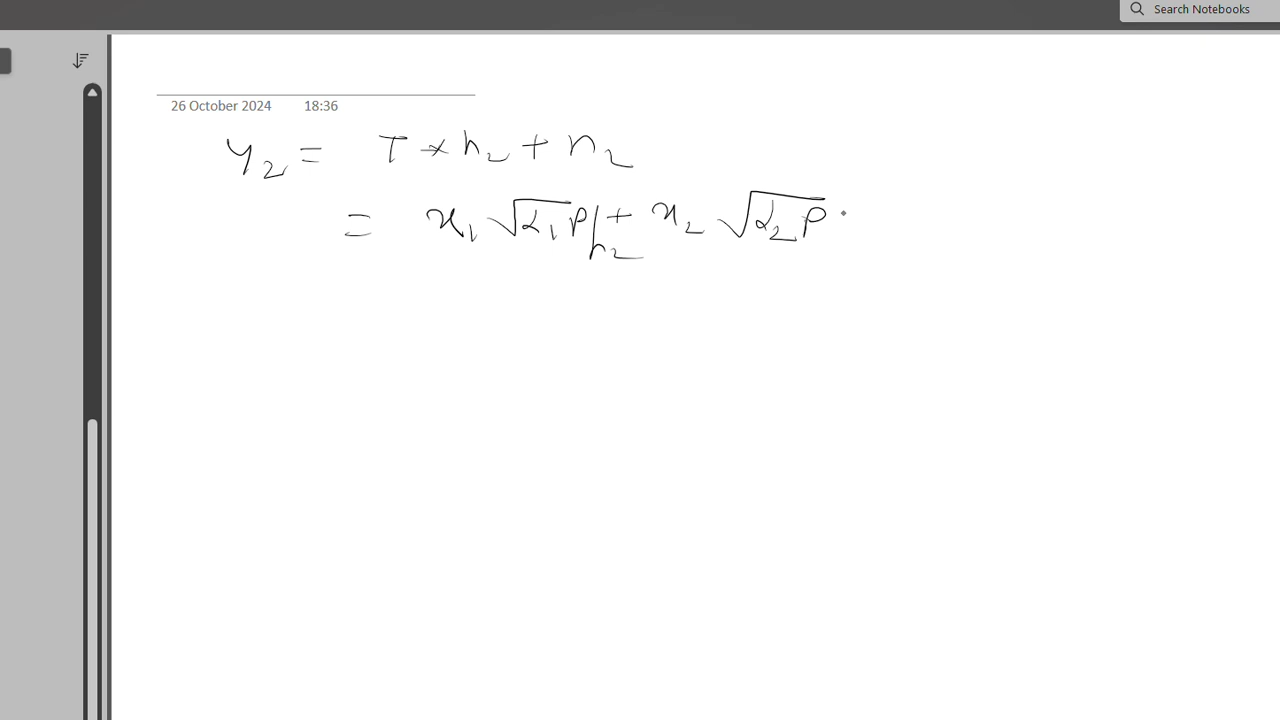 Search Notebooks
26 October 2024 18:36
y₂ = T * h₂ + n₂
= x₁ √α₁P h₂ + x₂ √α₂P